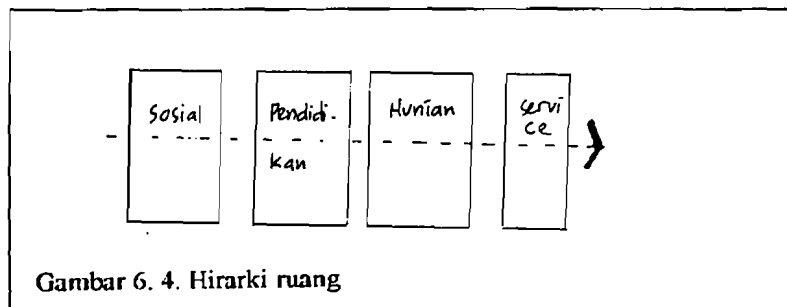 Sosial
Pendidi-
kan
Hunian
servi
ce
Gambar 6. 4. Hirarki ruang